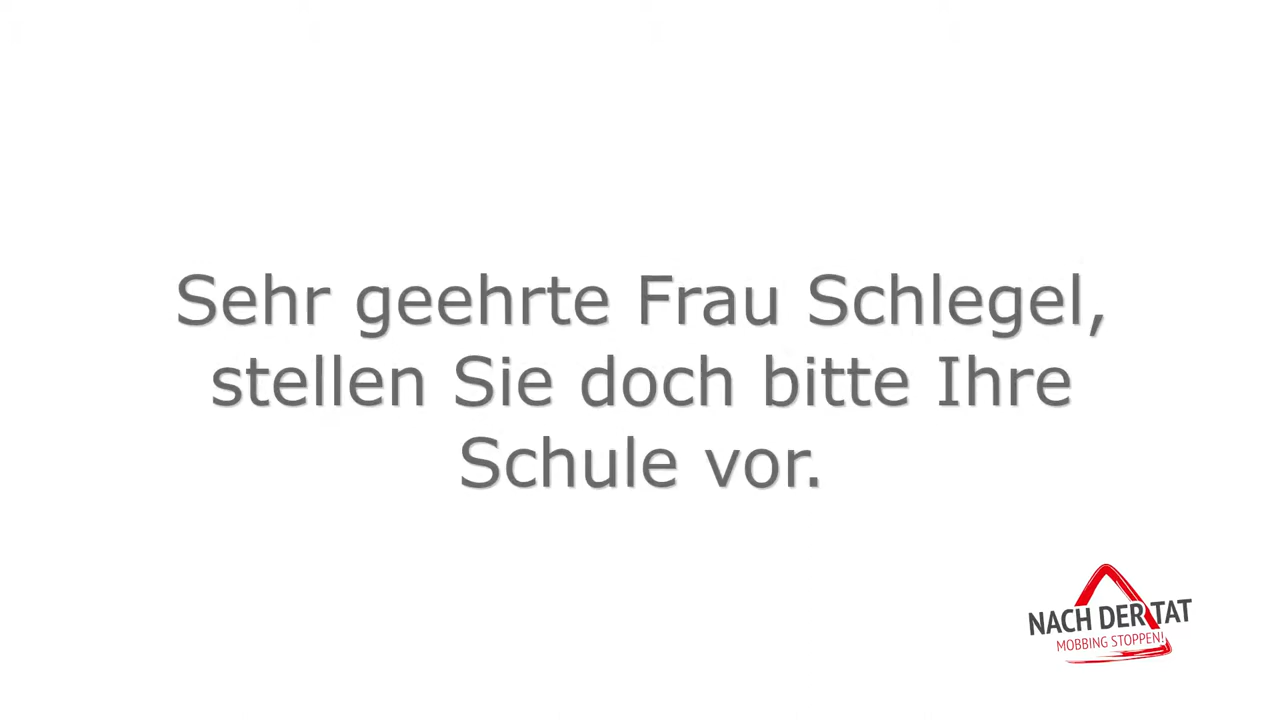 Sehr geehrte Frau Schlegel,
stellen Sie doch bitte Ihre
Schule vor.
NACH DER TAT
MOBBING STOPPEN!